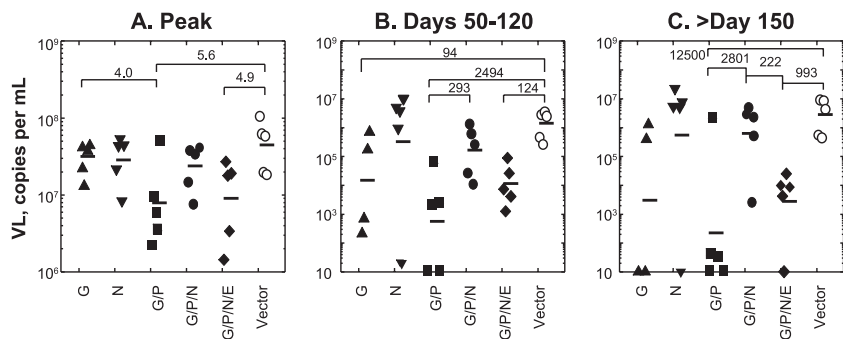 A. Peak
B. Days 50-120
C. >Day 150
VL, copies per mL
10⁹
10⁸
10⁷
10⁶
5.6
4.0
4.9
G
N
G/P
G/P/N
G/P/N/E
Vector
10⁹
10⁷
10⁵
10³
10
94
2494
293
124
G
N
G/P
G/P/N
G/P/N/E
Vector
10⁹
10⁷
10⁵
10³
10
12500
2801
222
993
G
N
G/P
G/P/N
G/P/N/E
Vector